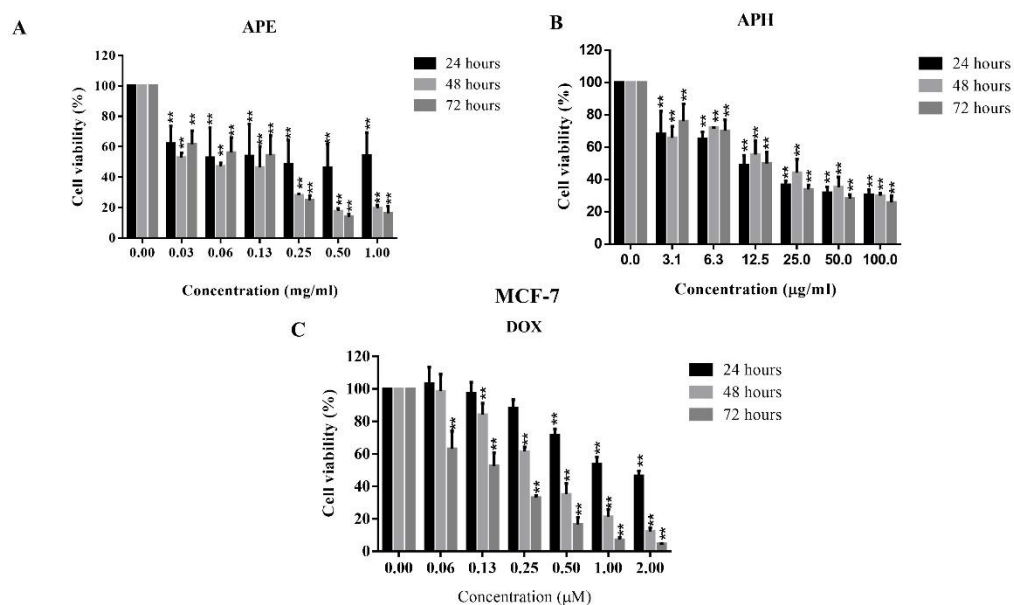 A
APE
Cell viability (%)
120
100
80
60
40
20
0
** ** ** ** ** ** ** ** ** ** ** ** ** ** ** ** ** **
0.00 0.03 0.06 0.13 0.25 0.50 1.00
Concentration (mg/ml)
24 hours
48 hours
72 hours
B
APH
Cell viability (%)
120
100
80
60
40
20
0
** ** ** ** ** ** ** ** ** ** ** ** ** ** ** ** ** **
0.0 3.1 6.3 12.5 25.0 50.0 100.0
Concentration (µg/ml)
24 hours
48 hours
72 hours
MCF-7
C
DOX
Cell viability (%)
120
100
80
60
40
20
0
** ** ** ** ** ** ** ** ** ** ** ** ** **
0.00 0.06 0.13 0.25 0.50 1.00 2.00
Concentration (µM)
24 hours
48 hours
72 hours